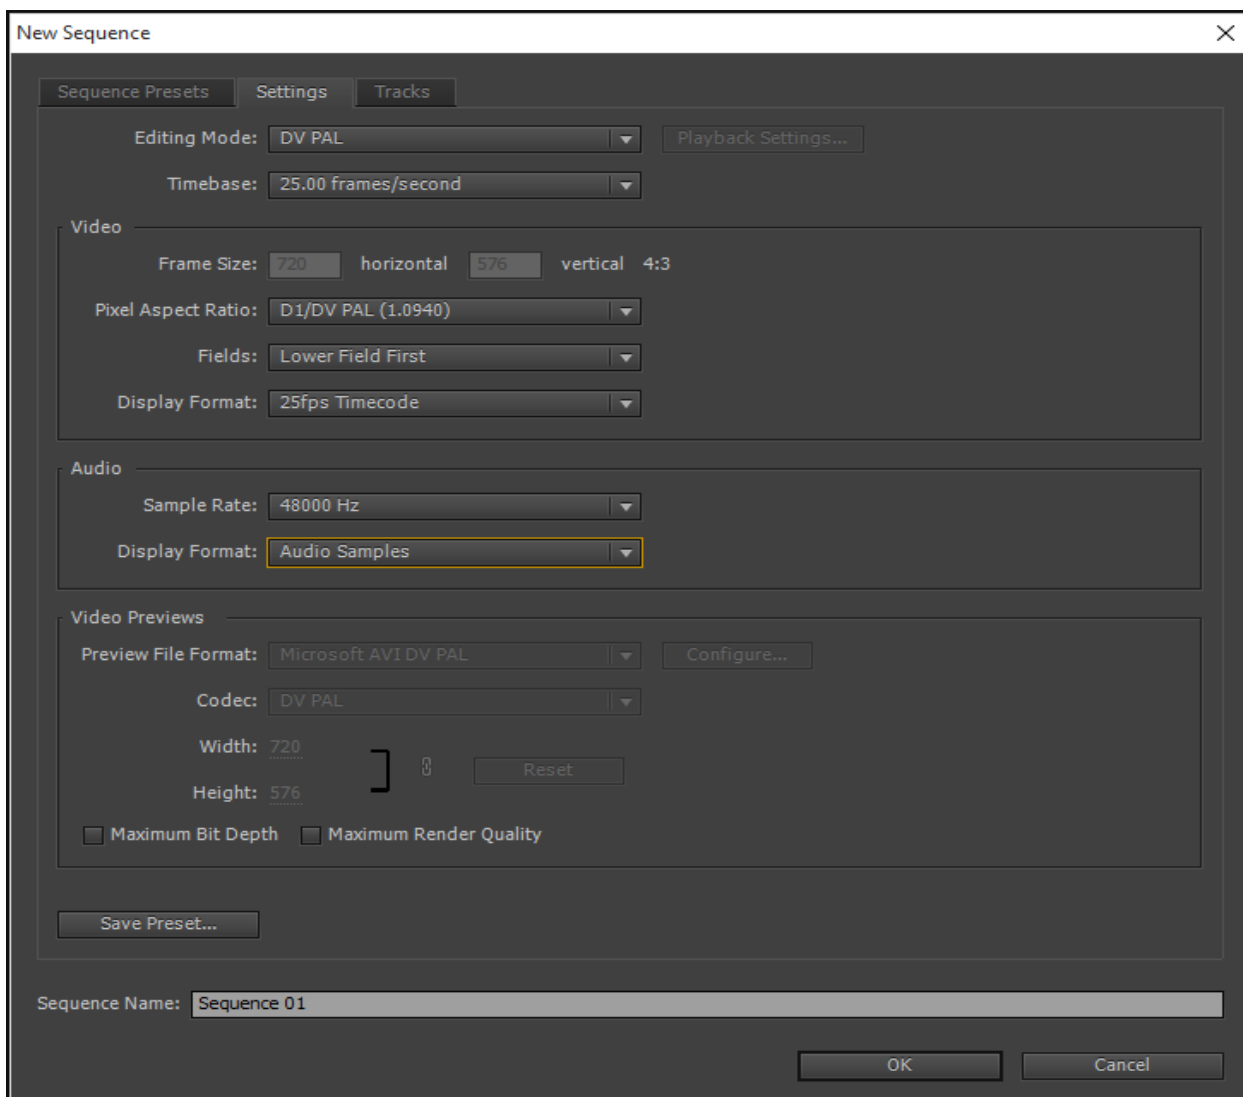 New Sequence
Sequence Presets Settings Tracks
Editing Mode: DV PAL Playback Settings...
Timebase: 25.00 frames/second
Video
Frame Size: 720 horizontal 576 vertical 4:3
Pixel Aspect Ratio: D1/DV PAL (1.0940)
Fields: Lower Field First
Display Format: 25fps Timecode
Audio
Sample Rate: 48000 Hz
Display Format: Audio Samples
Video Previews
Preview File Format: Microsoft AVI DV PAL Configure...
Codec: DV PAL
Width: 720
Reset
Height: 576
Maximum Bit Depth Maximum Render Quality
Save Preset...
Sequence Name: Sequence 01
OK Cancel